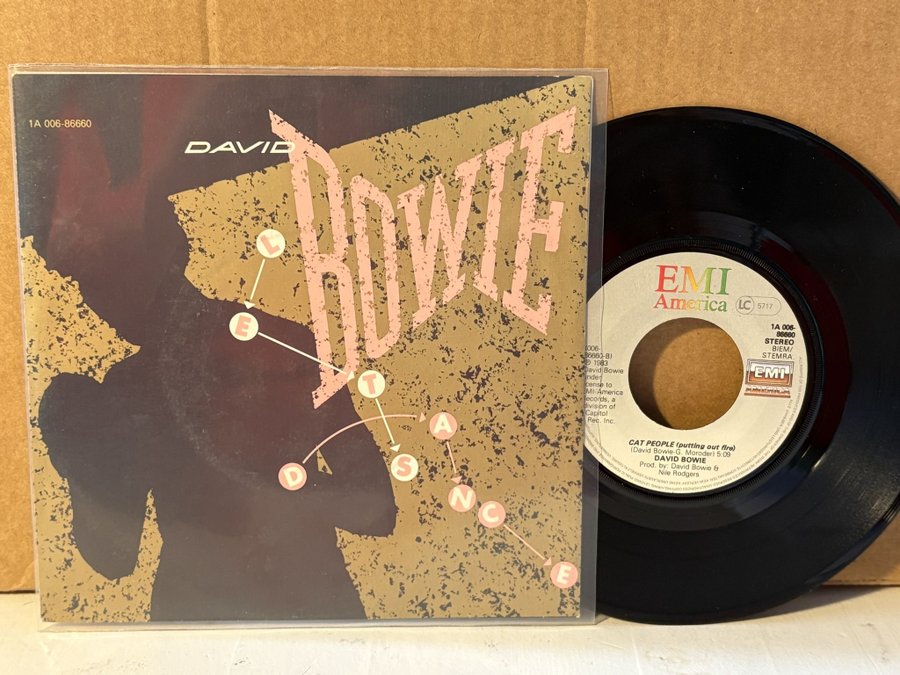 1A 006-86660
DAVID
BOWIE
L
E
T
S
D
A
N
C
E
EMI
America
LC 5717
1A 006-
86660
STEREO
BIEM/
STEMRA
EMI
(006-
86660-B)
℗ 1983
David Bowie
under
license to
EMI-America
Records, a
division of
Capitol
Rec. Inc.
CAT PEOPLE (putting out fire)
(David Bowie-G. Moroder) 5:09
DAVID BOWIE
Prod. by: David Bowie &
Nile Rodgers